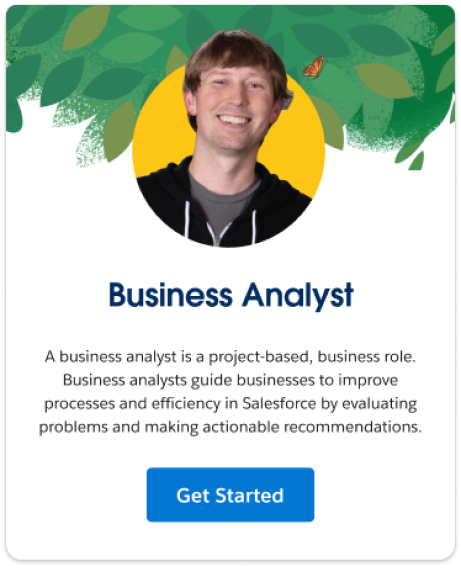 Business Analyst
A business analyst is a project-based, business role.
Business analysts guide businesses to improve
processes and efficiency in Salesforce by evaluating
problems and making actionable recommendations.
Get Started